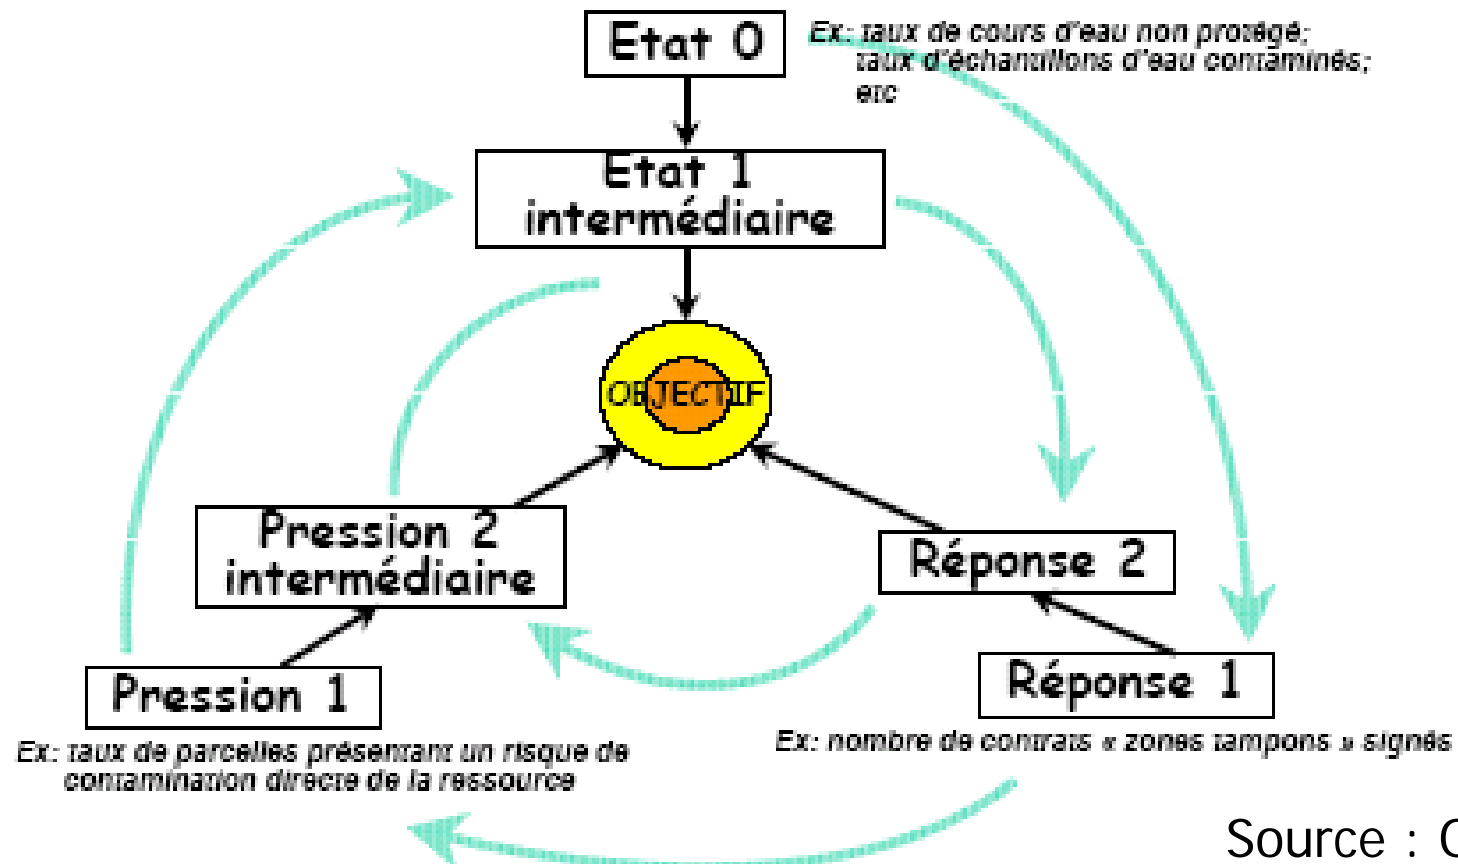 Etat 0
Ex: taux de cours d'eau non protégé;
taux d'échantillons d'eau contaminés;
etc
Etat 1
intermédiaire
OBJECTIF
Pression 2
intermédiaire
Réponse 2
Pression 1
Réponse 1
Ex: taux de parcelles présentant un risque de
contamination directe de la ressource
Ex: nombre de contrats « zones tampons » signés
Source :